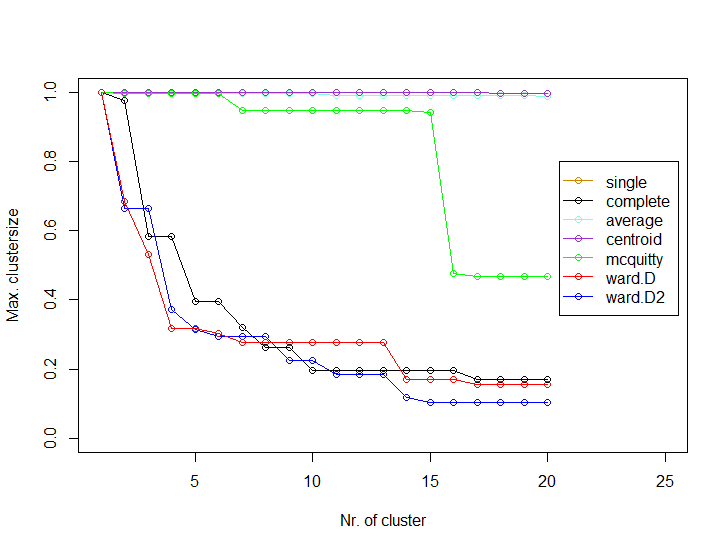 1.0
0.8
0.6
0.4
0.2
0.0
Max. clustersize
single
complete
average
centroid
mcquitty
ward.D
ward.D2
5 10 15 20 25
Nr. of cluster